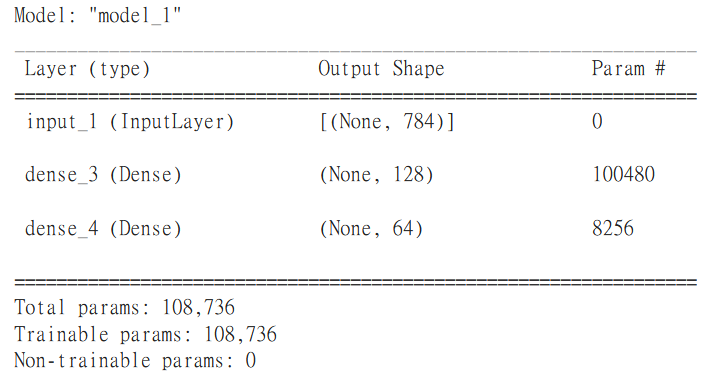 Model: "model_1"
Layer (type) Output Shape Param #
input_1 (InputLayer) [(None, 784)] 0
dense_3 (Dense) (None, 128) 100480
dense_4 (Dense) (None, 64) 8256
Total params: 108,736
Trainable params: 108,736
Non-trainable params: 0